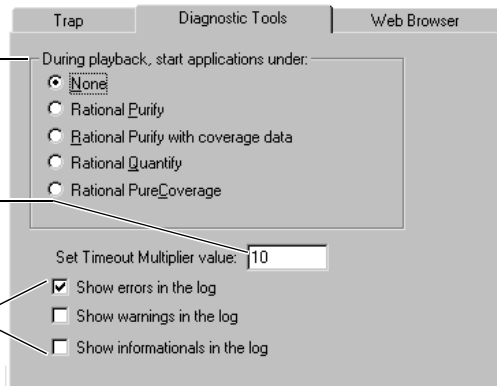 Trap
Diagnostic Tools
Web Browser
During playback, start applications under:
None
Rational Purify
Rational Purify with coverage data
Rational Quantify
Rational PureCoverage
Set Timeout Multiplier value: 10
Show errors in the log
Show warnings in the log
Show informationals in the log